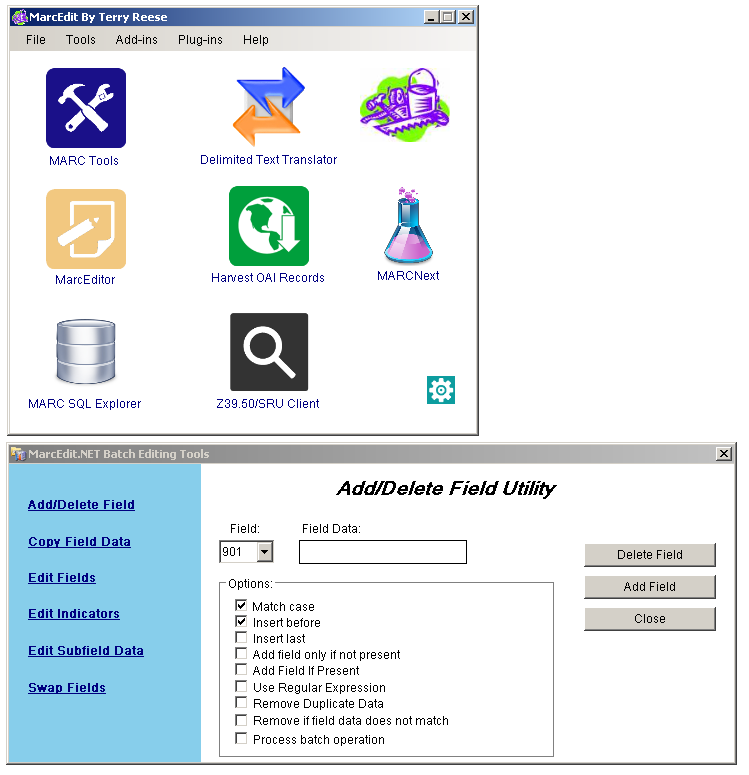 MarcEdit By Terry Reese
File Tools Add-ins Plug-ins Help
MARC Tools
Delimited Text Translator
MarcEditor
Harvest OAI Records
MARCNext
MARC SQL Explorer
Z39.50/SRU Client
MarcEdit.NET Batch Editing Tools
Add/Delete Field
Copy Field Data
Edit Fields
Edit Indicators
Edit Subfield Data
Swap Fields
Add/Delete Field Utility
Field: Field Data:
901
Options:
Match case
Insert before
Insert last
Add field only if not present
Add Field If Present
Use Regular Expression
Remove Duplicate Data
Remove if field data does not match
Process batch operation
Delete Field
Add Field
Close